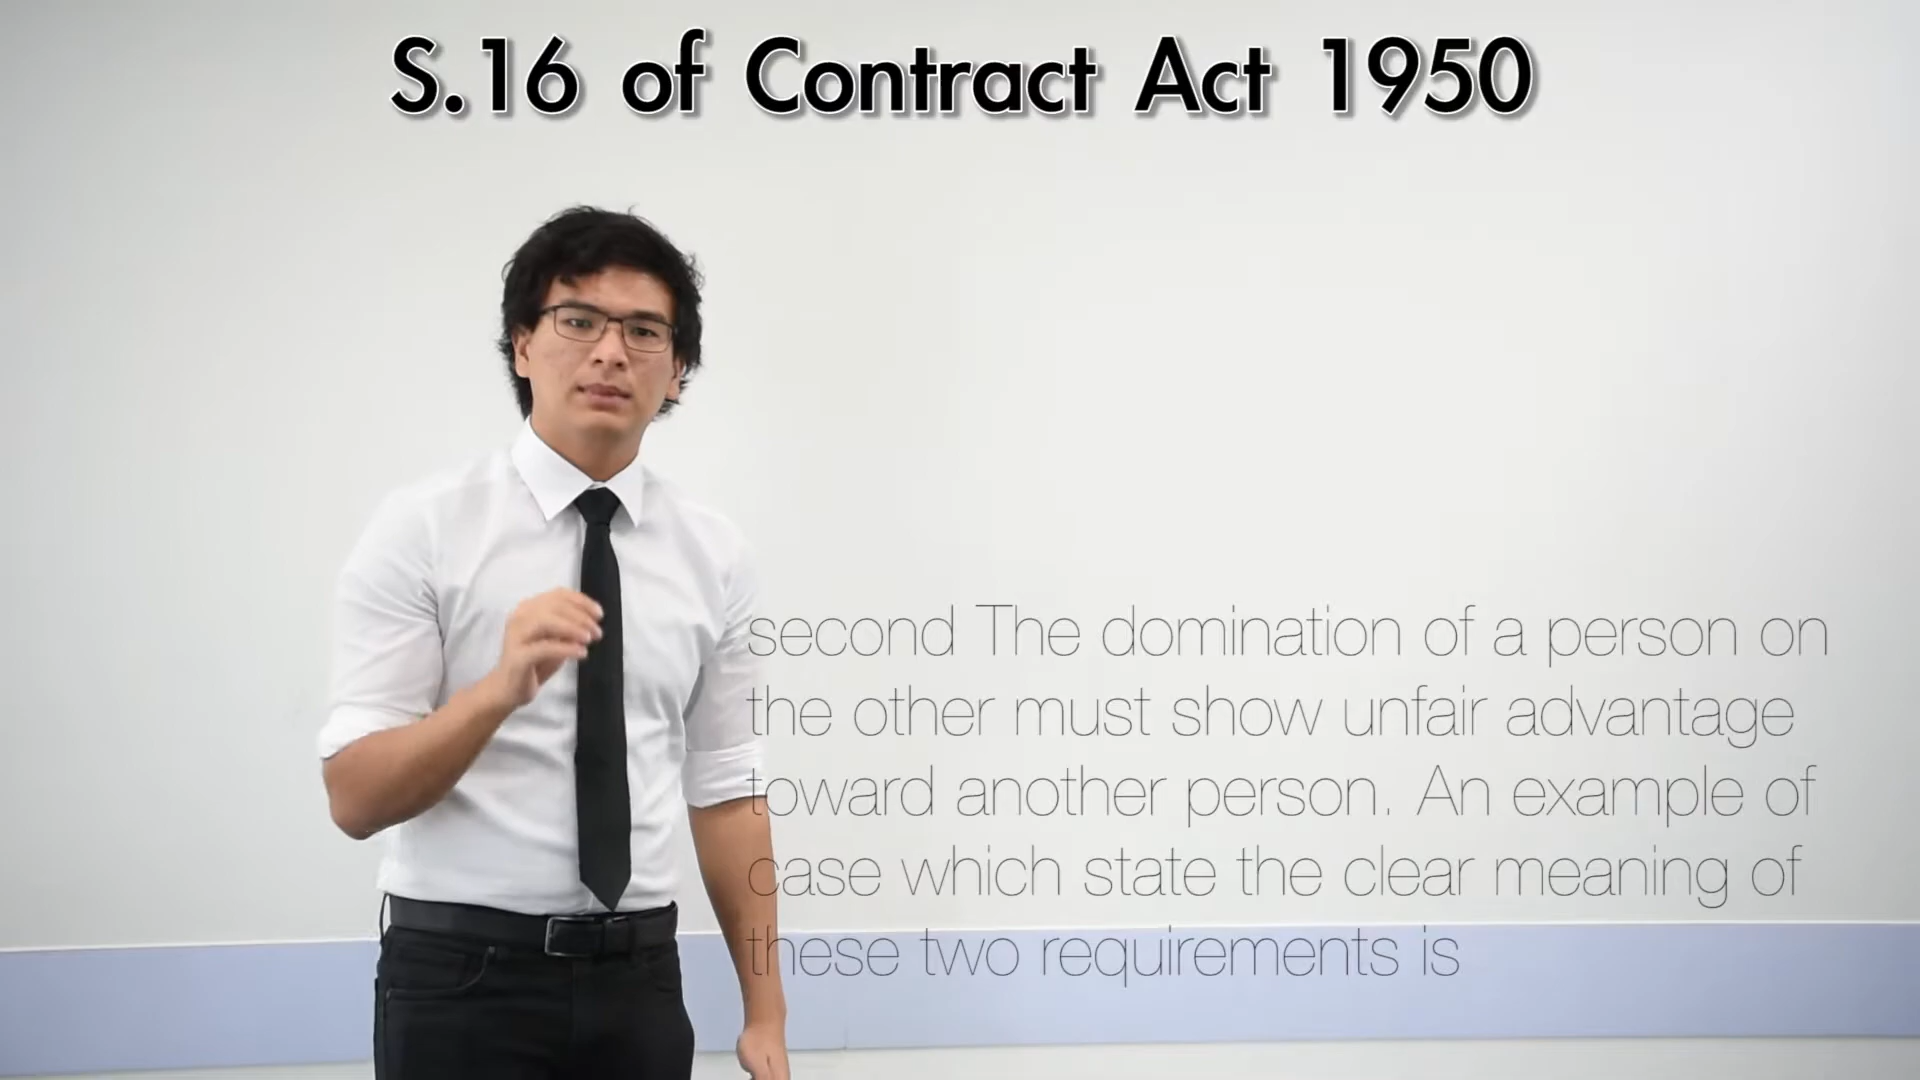 S.16 of Contract Act 1950
second The domination of a person on
the other must show unfair advantage
toward another person. An example of
case which state the clear meaning of
these two requirements is